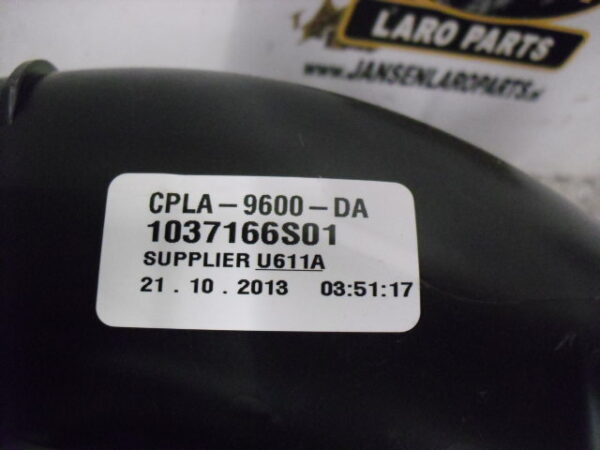 LARO PARTS
WWW.JANSENLAROPARTS.
CPLA-9600-DA
1037166S01
SUPPLIER U611A
21 . 10 . 2013 03:51:17